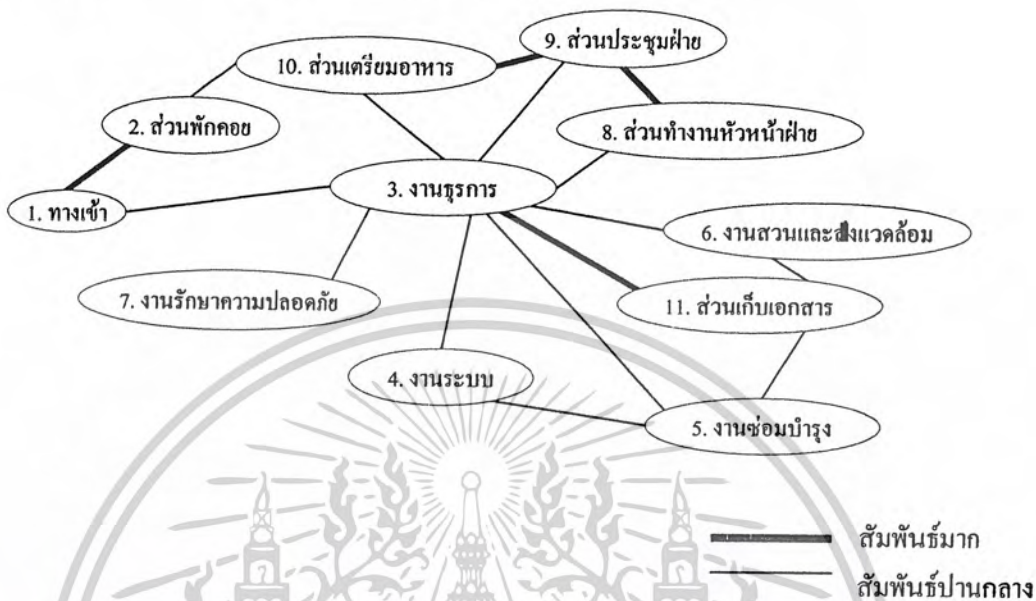 9. ส่วนประชุมฝ่าย
10. ส่วนเตรียมอาหาร
2. ส่วนพักคอย
8. ส่วนทำงานหัวหน้าฝ่าย
3. งานธุรการ
1. ทางเข้า
6. งานสวนและสิ่งแวดล้อม
7. งานรักษาความปลอดภัย
11. ส่วนเก็บเอกสาร
4. งานระบบ
5. งานซ่อมบำรุง
สัมพันธ์มาก
สัมพันธ์ปานกลาง